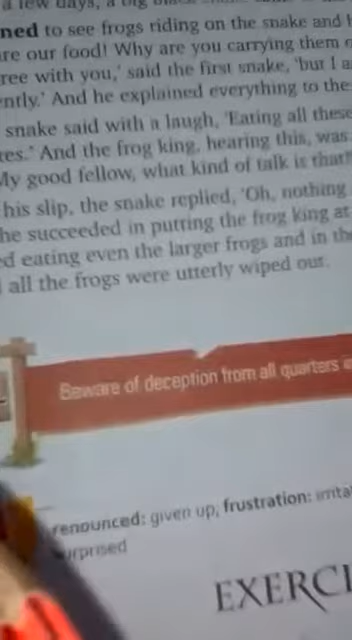 a few days, a big
ned to see frogs riding on the snake and
re our food! Why are you carrying them
ree with you,' said the first snake, 'but I
ntly.' And he explained everything to the
snake said with a laugh, 'Eating all these
tes.' And the frog king, hearing this, was
My good fellow, what kind of talk is that
his slip, the snake replied, 'Oh, nothing
he succeeded in putting the frog king at
ed eating even the larger frogs and in the
all the frogs were utterly wiped out.
Beware of deception from all quarters
renounced: given up, frustration:
urprised
EXERCI